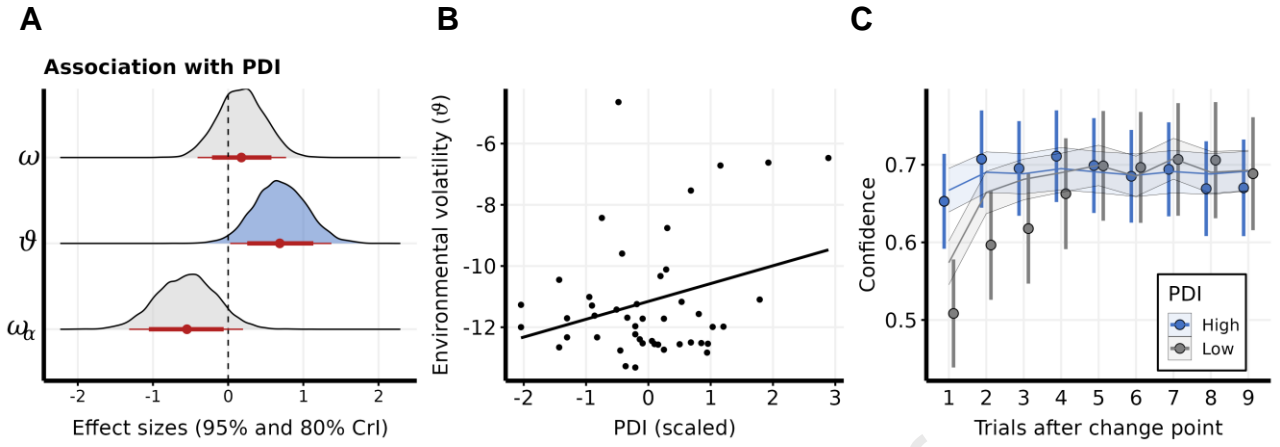 A
Association with PDI
ω
ϑ
ωα
-2 -1 0 1 2
Effect sizes (95% and 80% CrI)
B
Environmental volatility (ϑ)
-6
-8
-10
-12
-2 -1 0 1 2 3
PDI (scaled)
C
Confidence
0.7
0.6
0.5
PDI
High
Low
1 2 3 4 5 6 7 8 9
Trials after change point